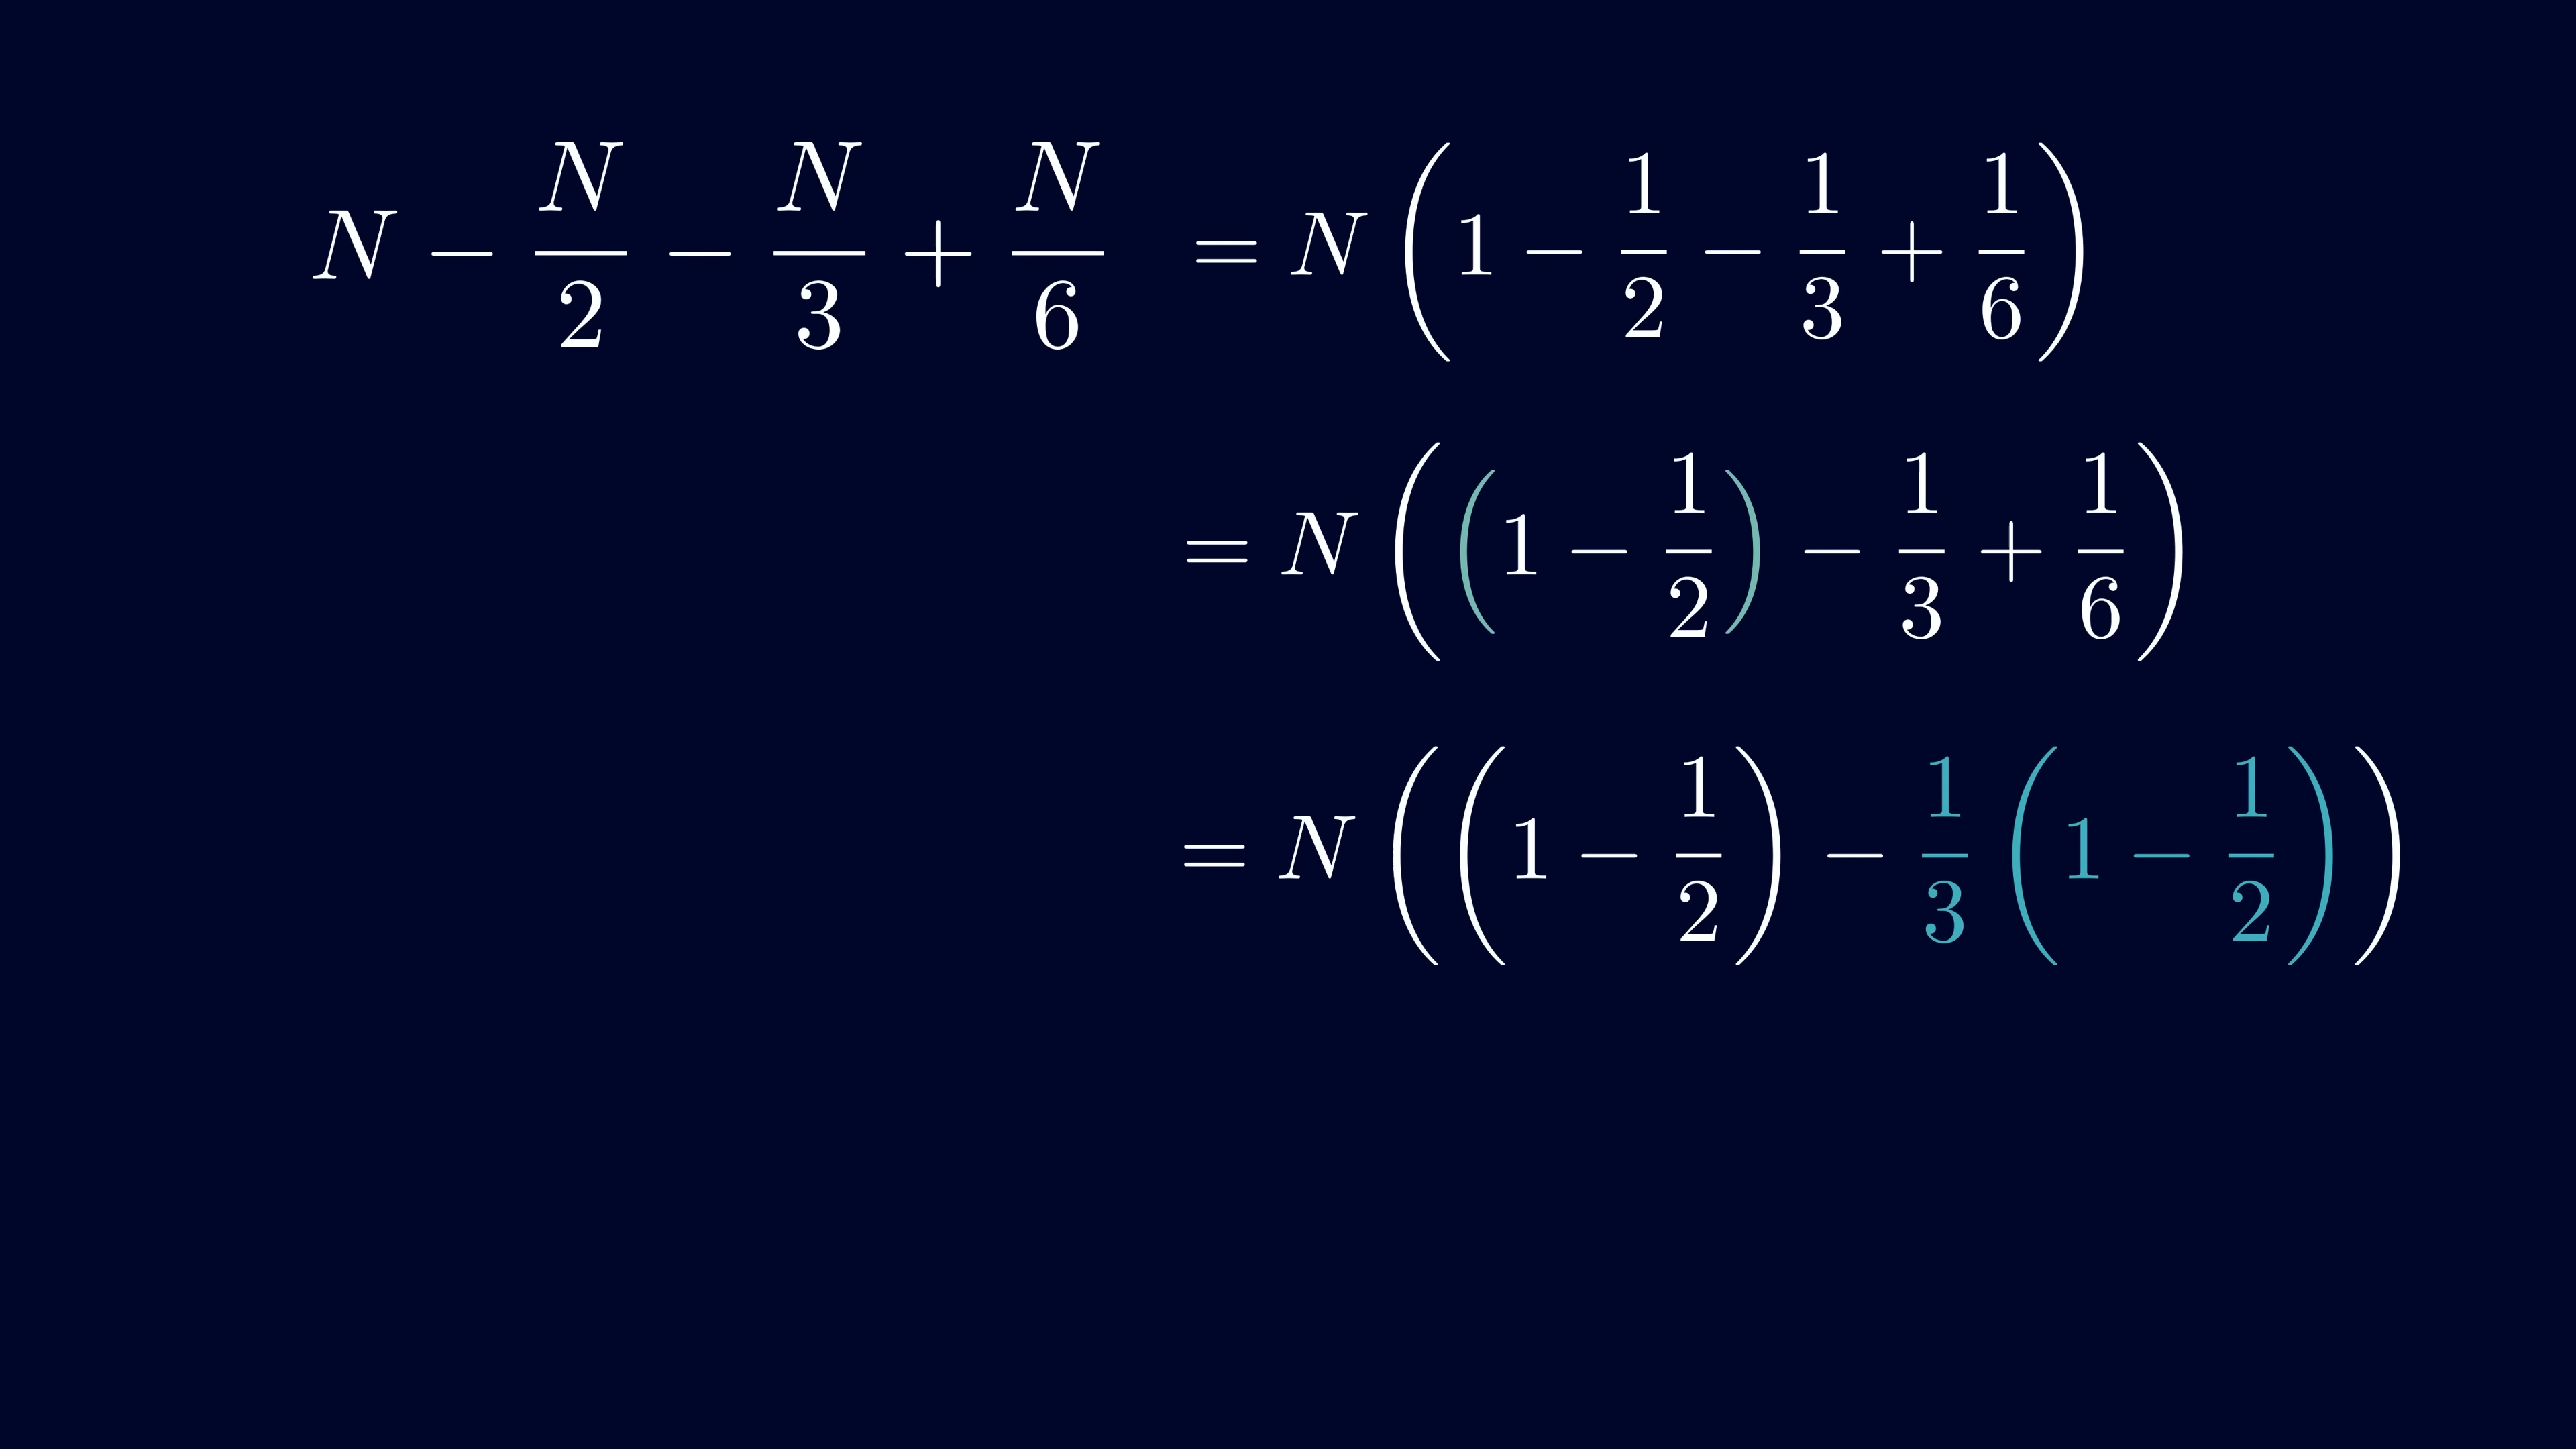 N − N/2 − N/3 + N/6 = N (1 − 1/2 − 1/3 + 1/6)
= N ((1 − 1/2) − 1/3 + 1/6)
= N ((1 − 1/2) − 1/3 (1 − 1/2))